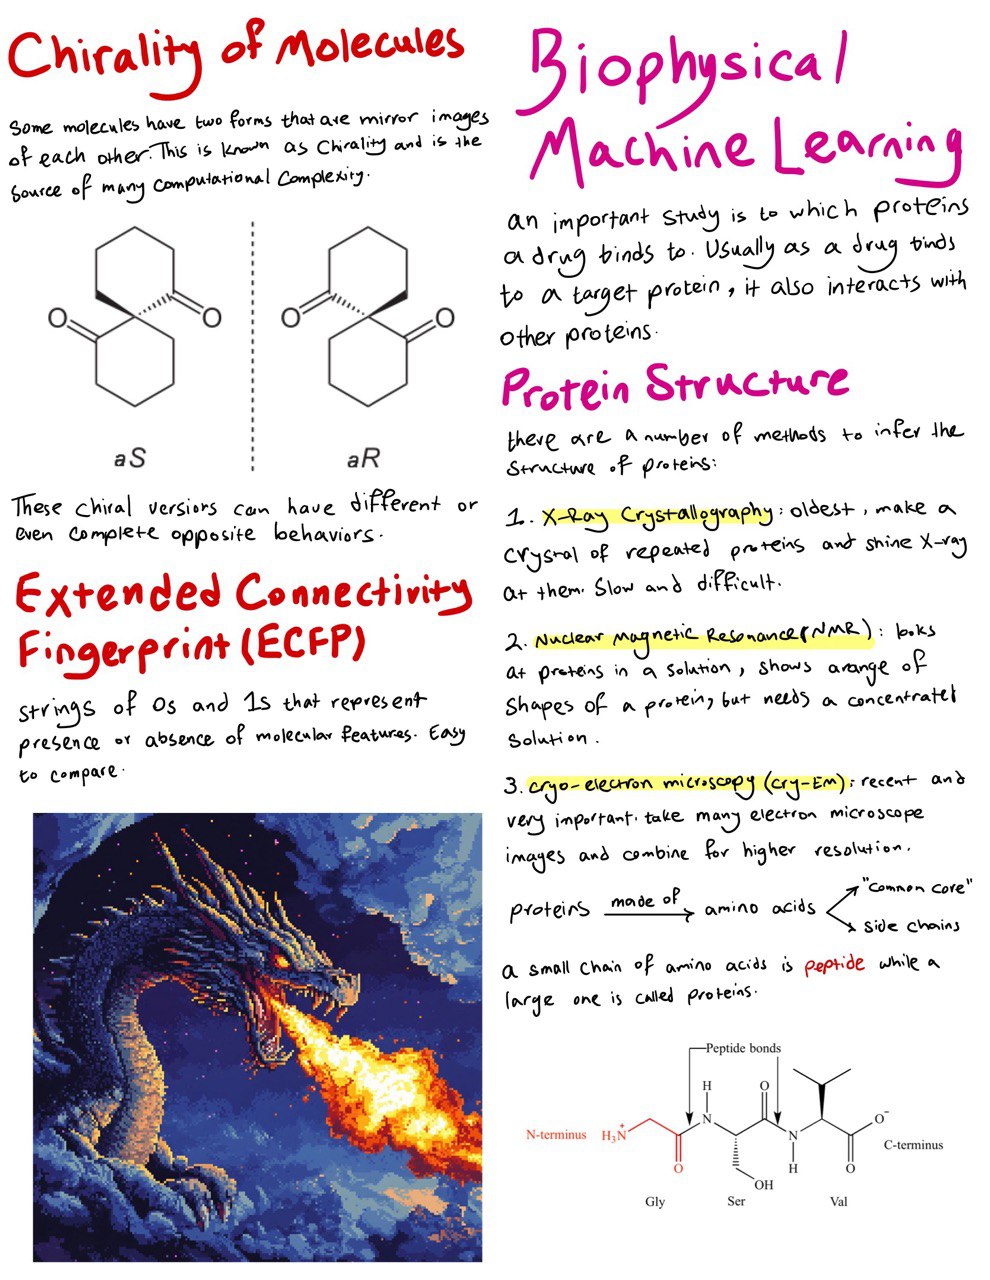 Chirality of Molecules
Some molecules have two forms that are mirror images
of each other. This is known as Chirality and is the
source of many Computational Complexity.
O
O
O
O
aS
aR
These chiral versions can have different or
even complete opposite behaviors.
Extended Connectivity
Fingerprint (ECFP)
strings of 0s and 1s that represent
presence or absence of molecular features. Easy
to compare.
Biophysical
Machine Learning
an important study is to which proteins
a drug binds to. Usually as a drug binds
to a target protein, it also interacts with
other proteins.
Protein Structure
there are a number of methods to infer the
structure of proteins:
1. X-Ray Crystallography: oldest, make a
crystal of repeated proteins and shine X-ray
at them. Slow and difficult.
2. Nuclear Magnetic Resonance (NMR): looks
at proteins in a solution, shows a range of
shapes of a protein, but needs a concentrated
solution.
3. cryo-electron microscopy (cry-EM): recent and
very important. take many electron microscope
images and combine for higher resolution.
proteins made of amino acids "common core"
side chains
a small chain of amino acids is peptide while a
large one is called proteins.
Peptide bonds
H
O
N
O-
N-terminus H3N+
N
C-terminus
O
H
O
OH
Gly
Ser
Val